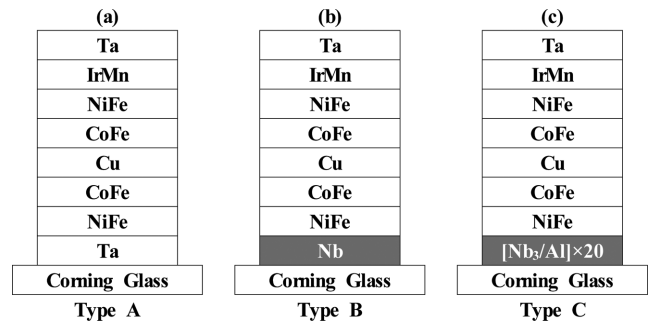 (a)
Ta
IrMn
NiFe
CoFe
Cu
CoFe
NiFe
Ta
Corning Glass
Type A
(b)
Ta
IrMn
NiFe
CoFe
Cu
CoFe
NiFe
Nb
Corning Glass
Type B
(c)
Ta
IrMn
NiFe
CoFe
Cu
CoFe
NiFe
[Nb₃/Al]×20
Corning Glass
Type C